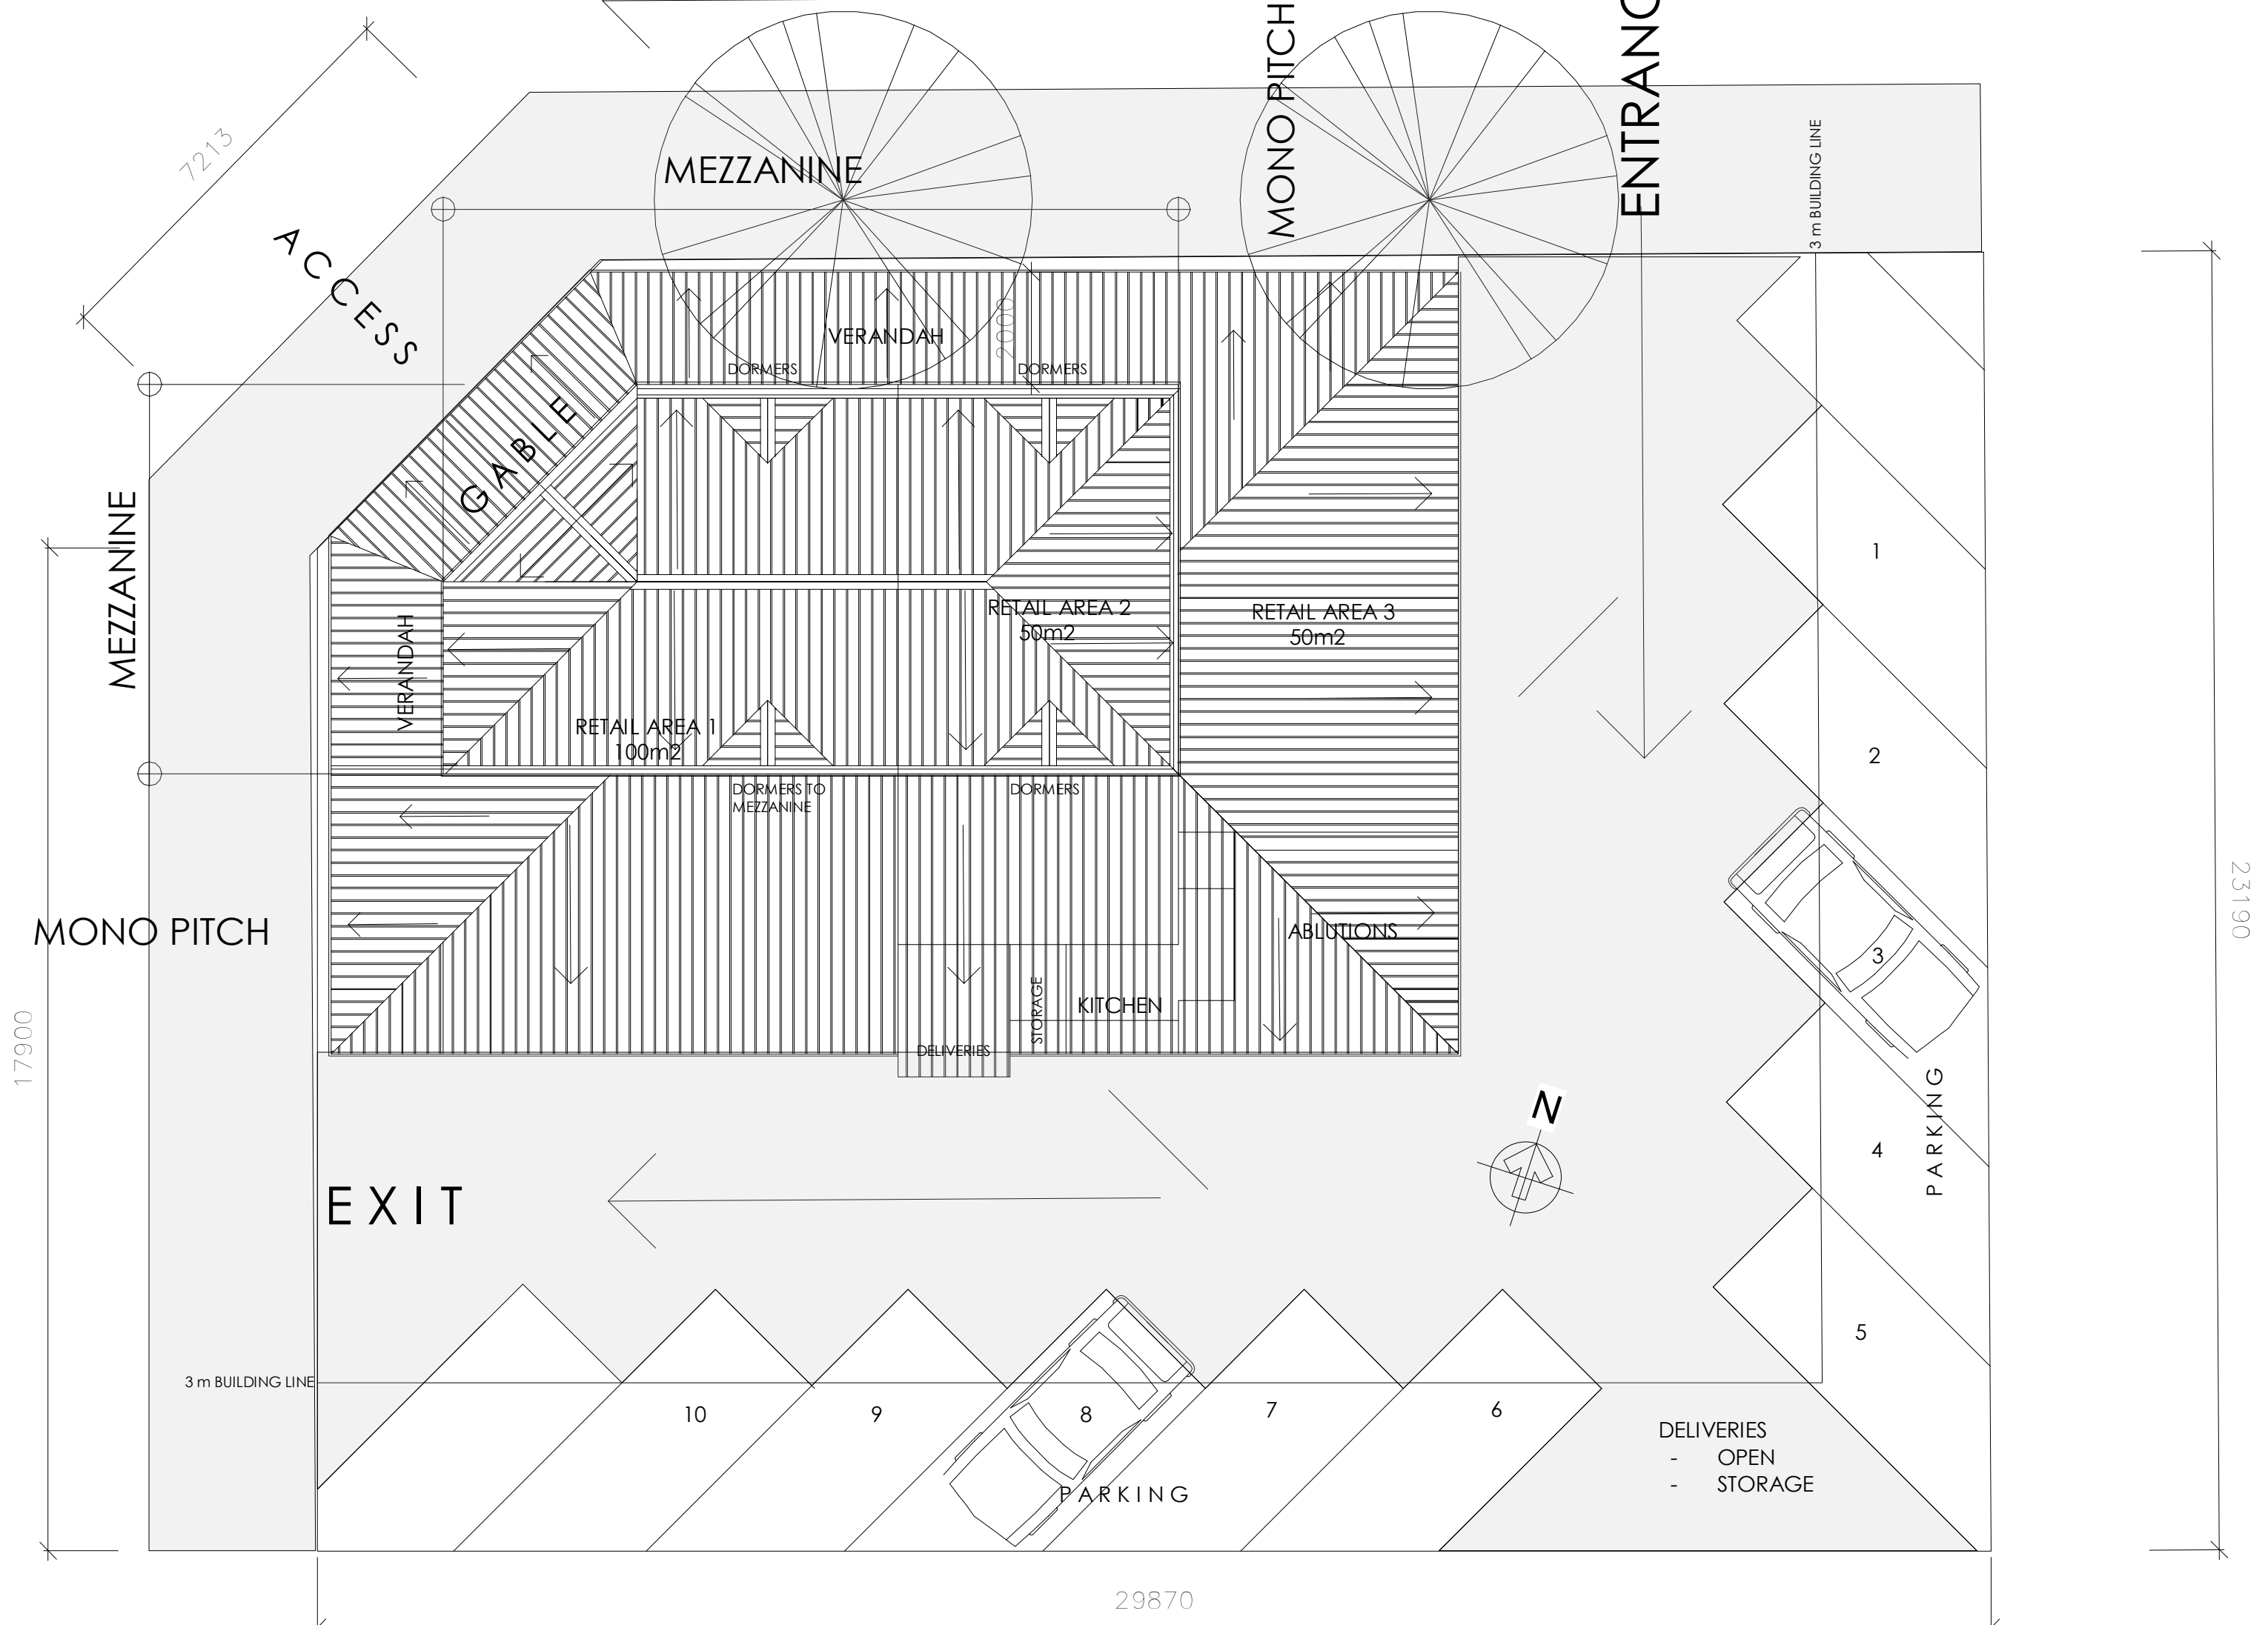 MONO PITCH
ENTRANC
7213
MEZZANINE
3 m BUILDING LINE
ACCESS
VERANDAH
2000
DORMERS
DORMERS
GABLE
MEZZANINE
1
RETAIL AREA 2
50m2
RETAIL AREA 3
50m2
VERANDAH
RETAIL AREA 1
100m2
2
DORMERS TO
MEZZANINE
DORMERS
MONO PITCH
ABLUTIONS
3
23190
STORAGE
KITCHEN
DELIVERIES
17900
N
PARKING
4
EXIT
5
3 m BUILDING LINE
10
9
8
7
6
DELIVERIES
- OPEN
- STORAGE
PARKING
29870